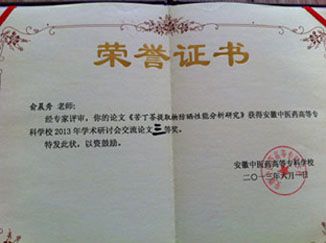 荣誉证书
俞晨秀 老师:
经专家评审,你的论文《苦丁茶提取物防晒性能分析研究》获得安徽中医药高等专
科学校2013年学术研讨会交流论文三等奖。
特发此状,以资鼓励。
安徽中医药高等专科学校
二〇一三年六月一日